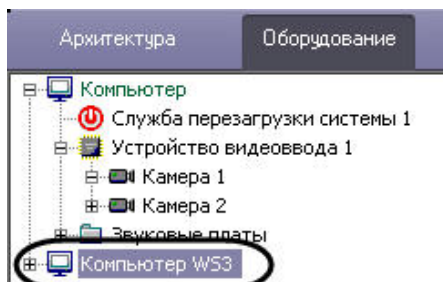 Архитектура Оборудование
Компьютер
Служба перезагрузки системы 1
Устройство видеоввода 1
Камера 1
Камера 2
Звуковые платы
Компьютер WS3